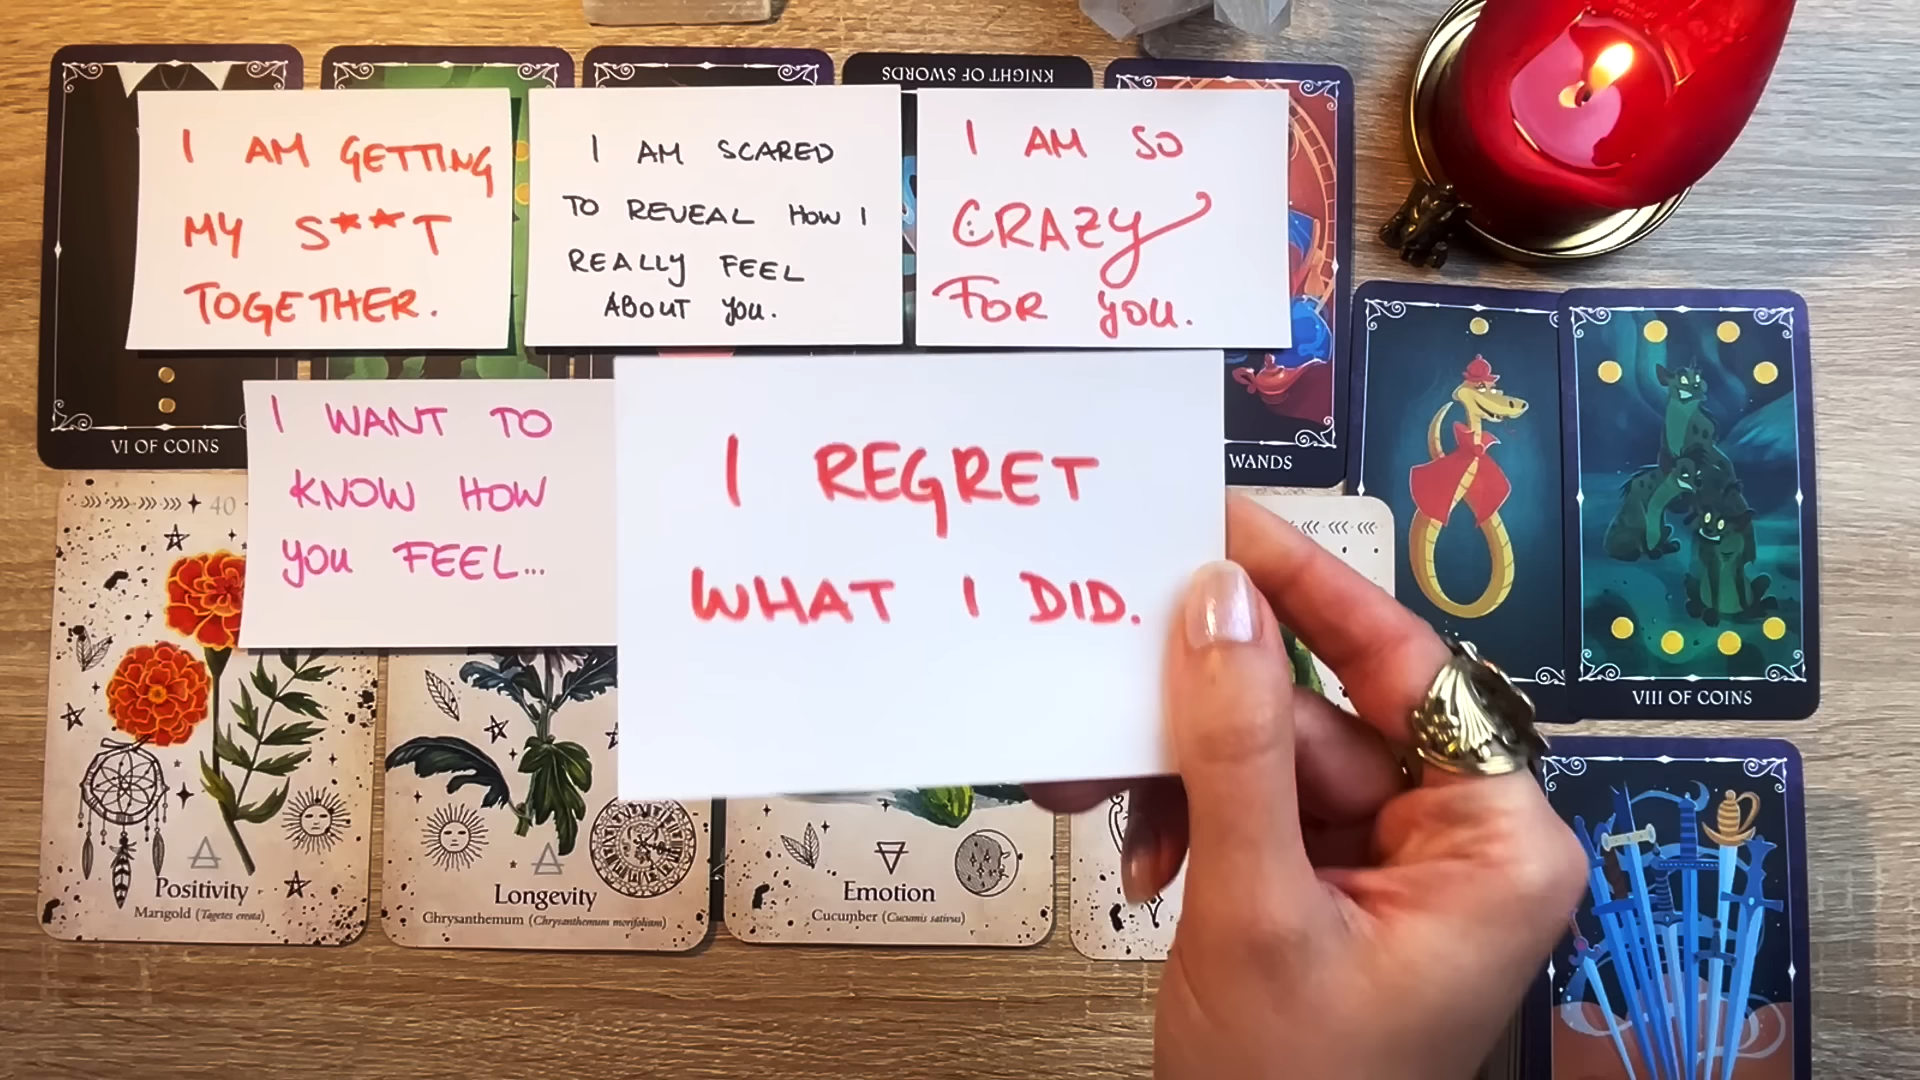 KNIGHT OF SWORDS
I AM GETTING
MY S**T
TOGETHER.
I AM SCARED
TO REVEAL HOW I
REALLY FEEL
ABOUT YOU.
I AM SO
CRAZY
FOR YOU.
VI OF COINS
WANDS
I WANT TO
KNOW HOW
YOU FEEL...
I REGRET
WHAT I DID.
40
VIII OF COINS
Positivity
Marigold (Tagetes erecta)
Longevity
Chrysanthemum (Chrysanthemum morifolium)
Emotion
Cucumber (Cucumis sativus)